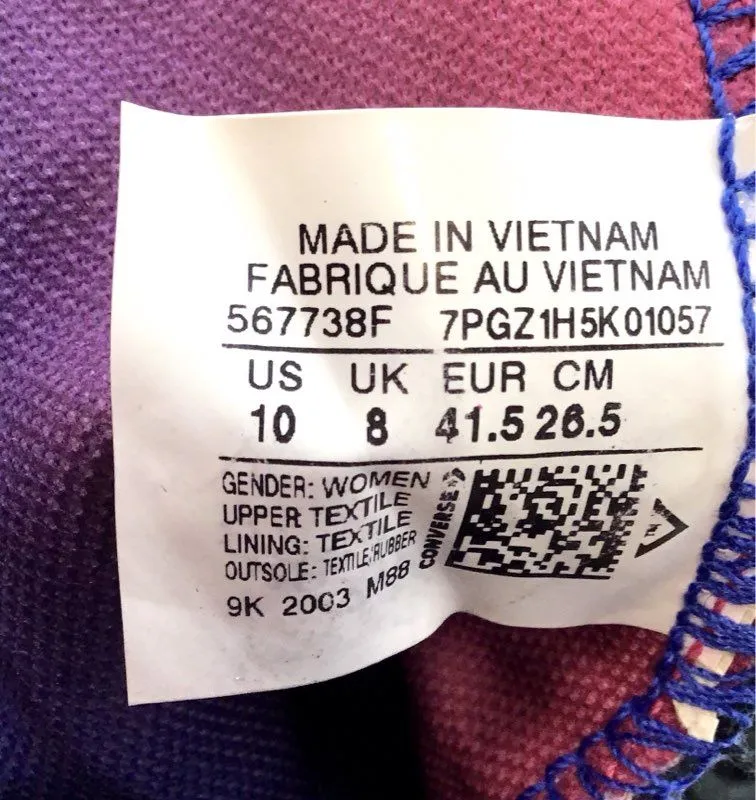 MADE IN VIETNAM
FABRIQUE AU VIETNAM
567738F 7PGZ1H5K01057
US UK EUR CM
10 8 41.5 26.5
GENDER: WOMEN
UPPER TEXTILE
LINING: TEXTILE
OUTSOLE: TEXTILE/RUBBER
9K 2003 M88
CONVERSE